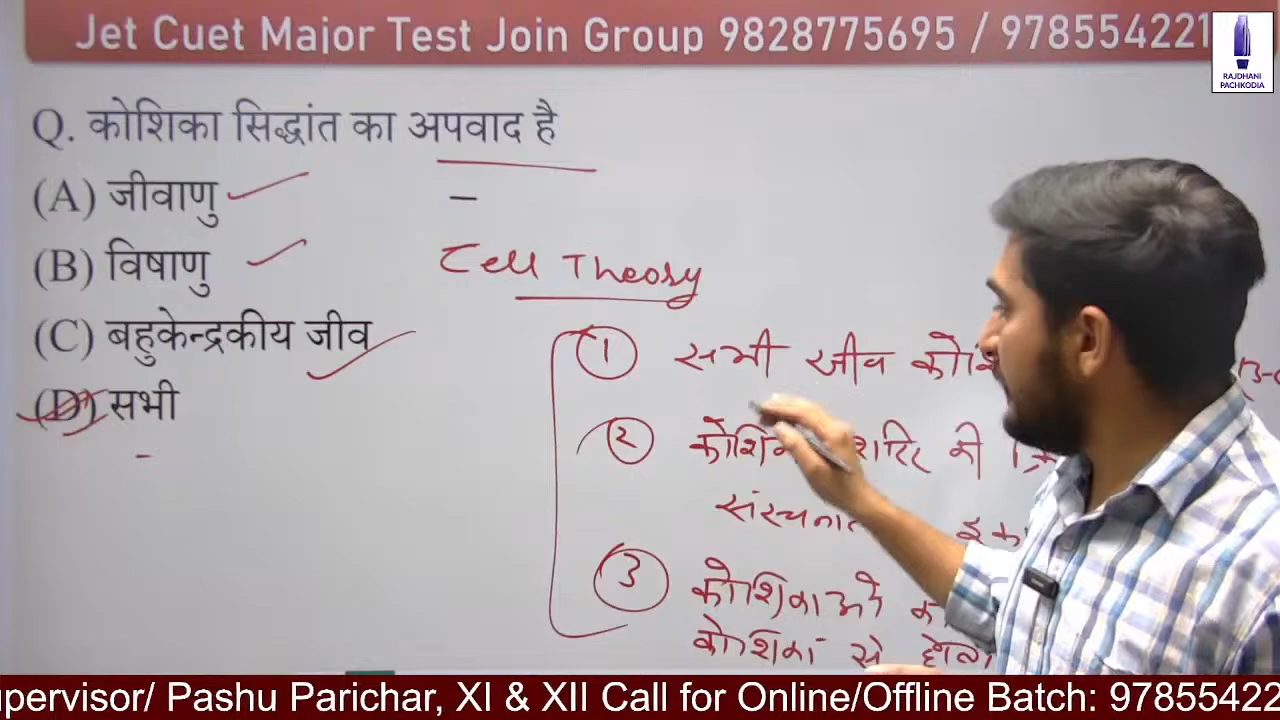 Jet Cuet Major Test Join Group 9828775695 / 978554221
RAJDHANI
PACHKODIA
Q. कोशिका सिद्धांत का अपवाद है
(A) जीवाणु
(B) विषाणु
(C) बहुकेन्द्रकीय जीव
(D) सभी
Cell Theory
1 सभी जीव
2 शरिर की
3 कोशिकाओ
कोशिका से
upervisor/ Pashu Parichar, XI & XII Call for Online/Offline Batch: 97855422